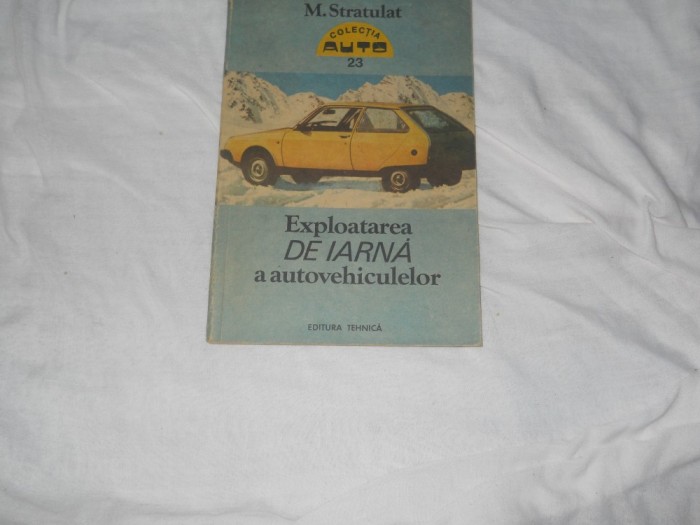 M. Stratulat
COLECȚIA
AUTO
23
Exploatarea
DE IARNĂ
a autovehiculelor
EDITURA TEHNICĂ